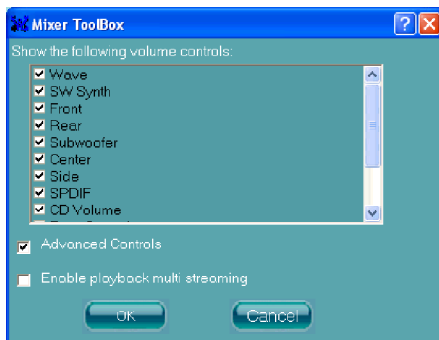 Mixer ToolBox
Show the following volume controls:
Wave
SW Synth
Front
Rear
Subwoofer
Center
Side
SPDIF
CD Volume
Advanced Controls
Enable playback multi streaming
OK
Cancel